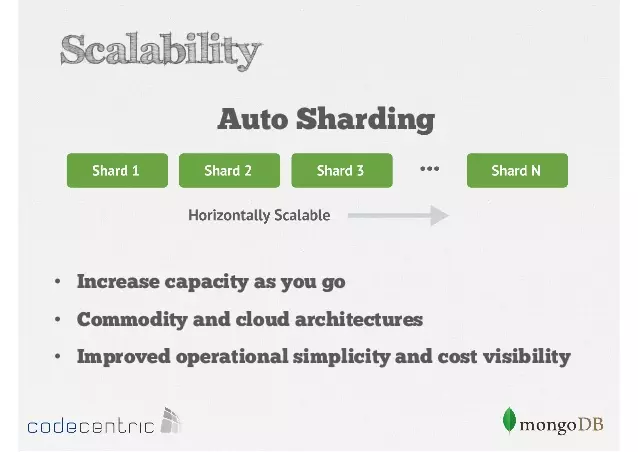 Scalability
Auto Sharding
Shard 1 Shard 2 Shard 3 ••• Shard N
Horizontally Scalable
• Increase capacity as you go
• Commodity and cloud architectures
• Improved operational simplicity and cost visibility
codecentric mongoDB